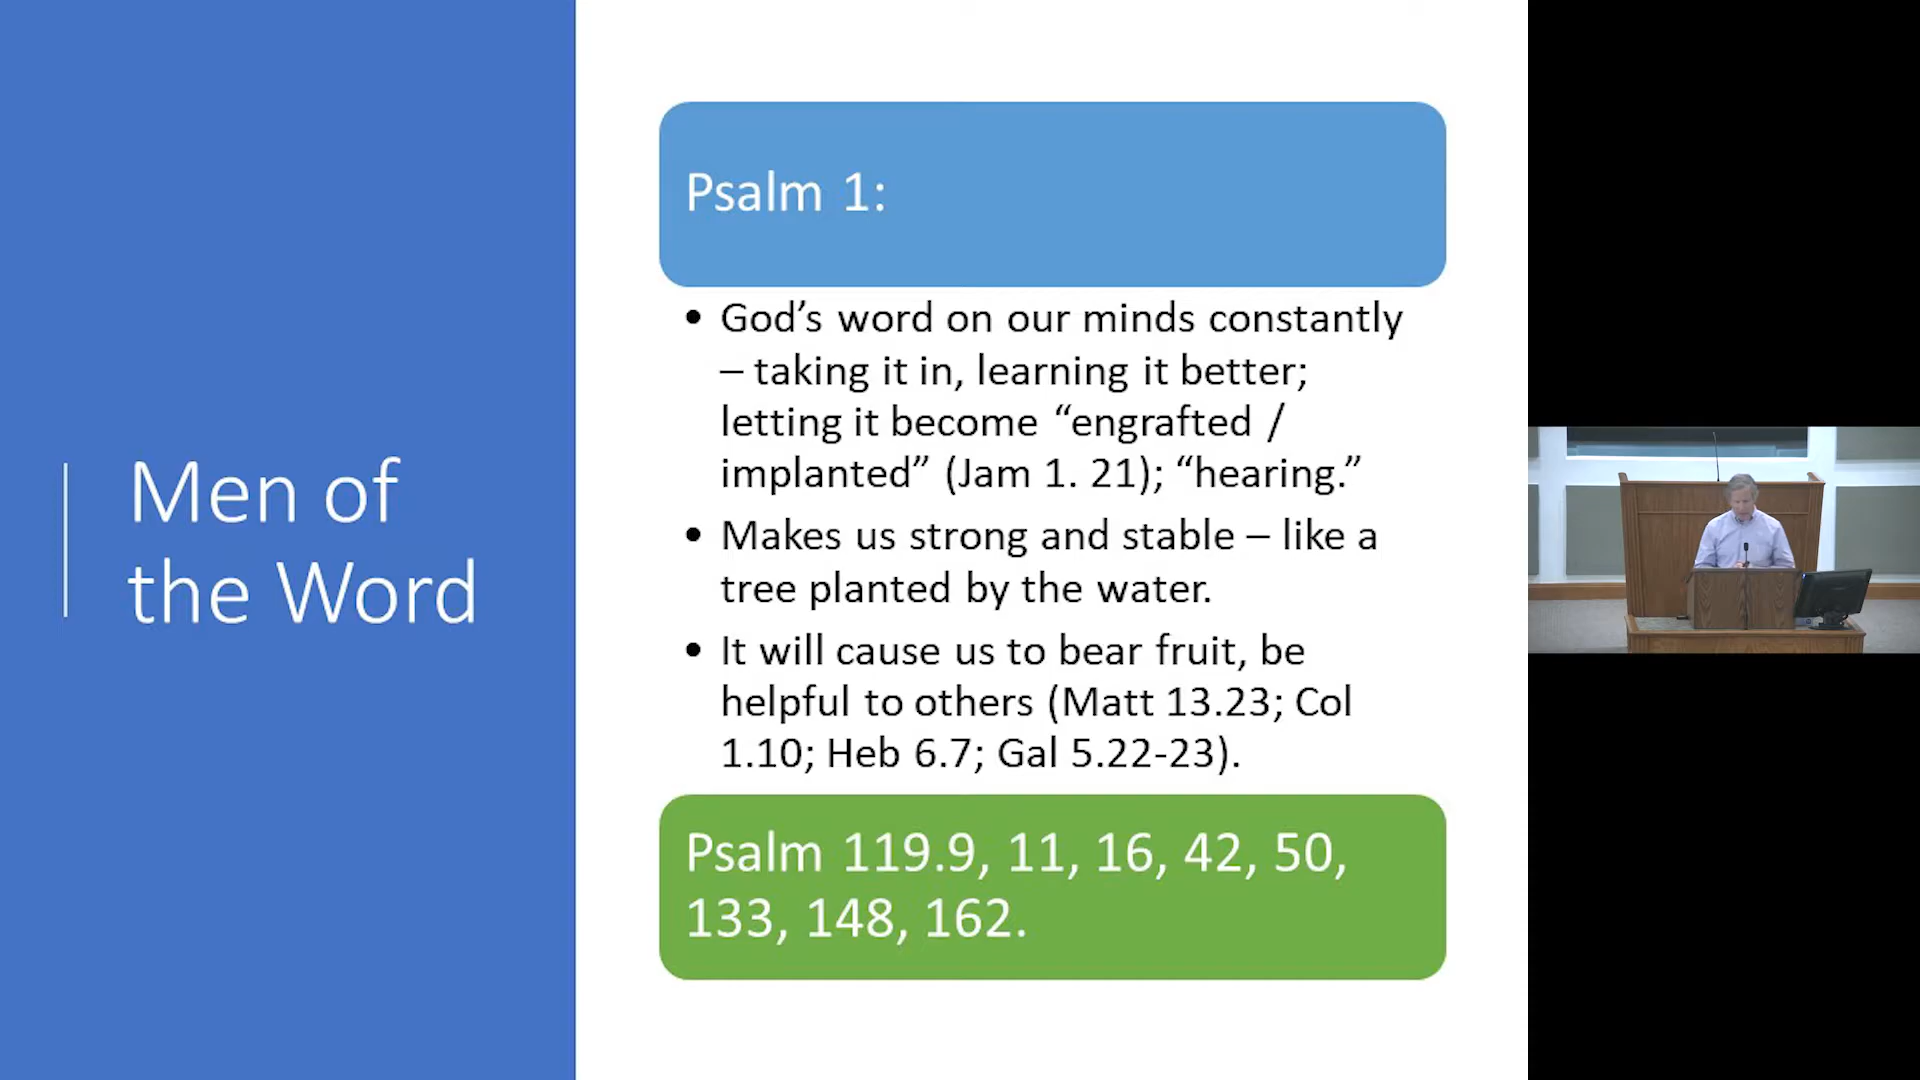 Men of
the Word
Psalm 1:
• God’s word on our minds constantly
– taking it in, learning it better;
letting it become “engrafted /
implanted” (Jam 1. 21); “hearing.”
• Makes us strong and stable – like a
tree planted by the water.
• It will cause us to bear fruit, be
helpful to others (Matt 13.23; Col
1.10; Heb 6.7; Gal 5.22-23).
Psalm 119.9, 11, 16, 42, 50,
133, 148, 162.